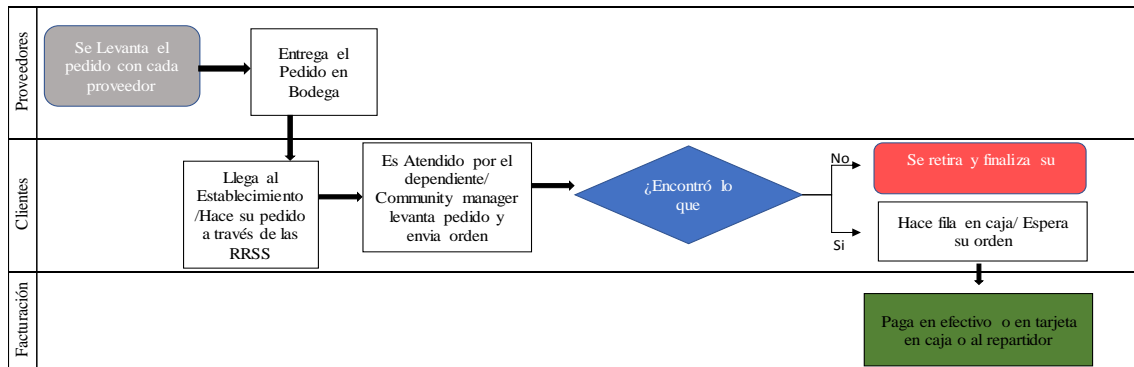 Proveedores
Se Levanta el
pedido con cada
proveedor
Entrega el
Pedido en
Bodega
Clientes
Llega al
Establecimiento
/Hace su pedido
a través de las
RRSS
Es Atendido por el
dependiente/
Community manager
levanta pedido y
envia orden
¿Encontró lo
que
No
Si
Se retira y finaliza su
Hace fila en caja/ Espera
su orden
Facturación
Paga en efectivo o en tarjeta
en caja o al repartidor